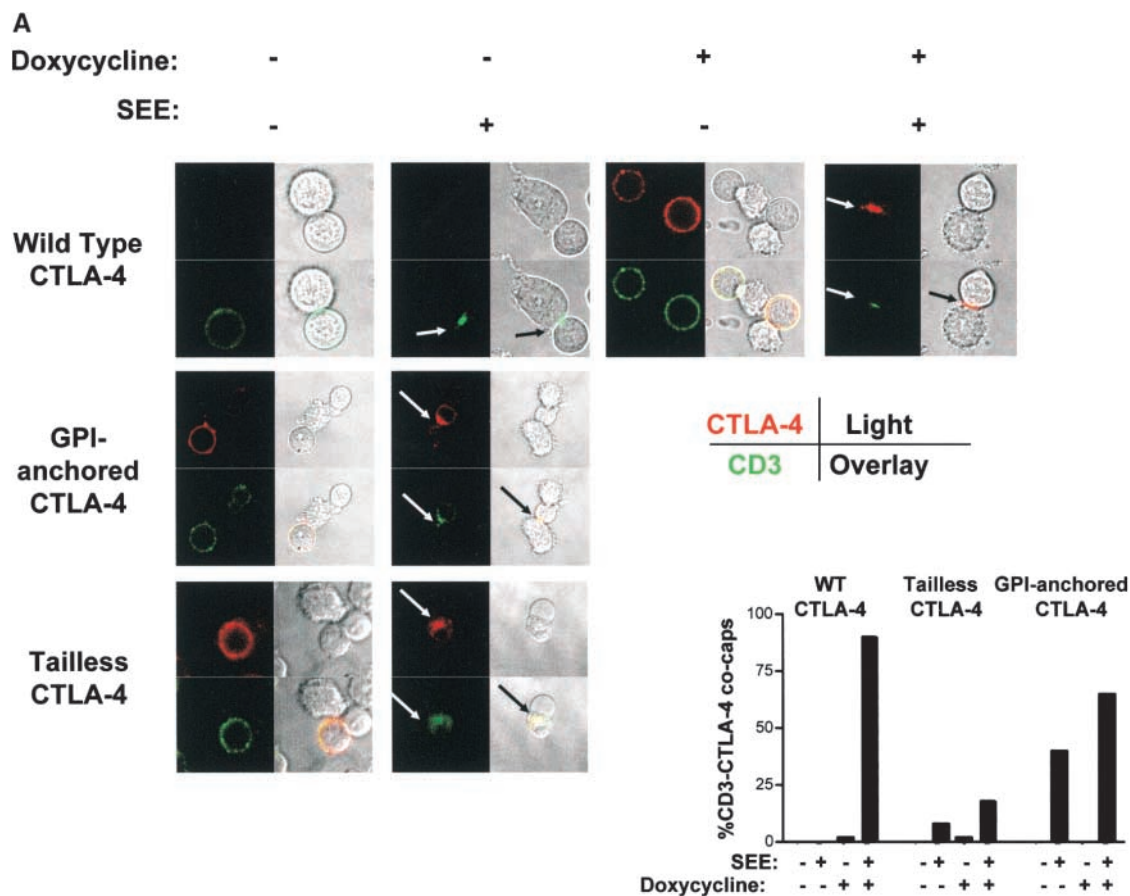 A
Doxycycline: - - + +
SEE: - + - +
Wild Type
CTLA-4
GPI-
anchored
CTLA-4
CTLA-4 Light
CD3 Overlay
Tailless
CTLA-4
WT Tailless GPI-anchored
CTLA-4 CTLA-4 CTLA-4
%CD3-CTLA-4 co-caps
100
75
50
25
0
SEE: - + - + - + - + - + - +
Doxycycline: - - + + - - + + - - + +